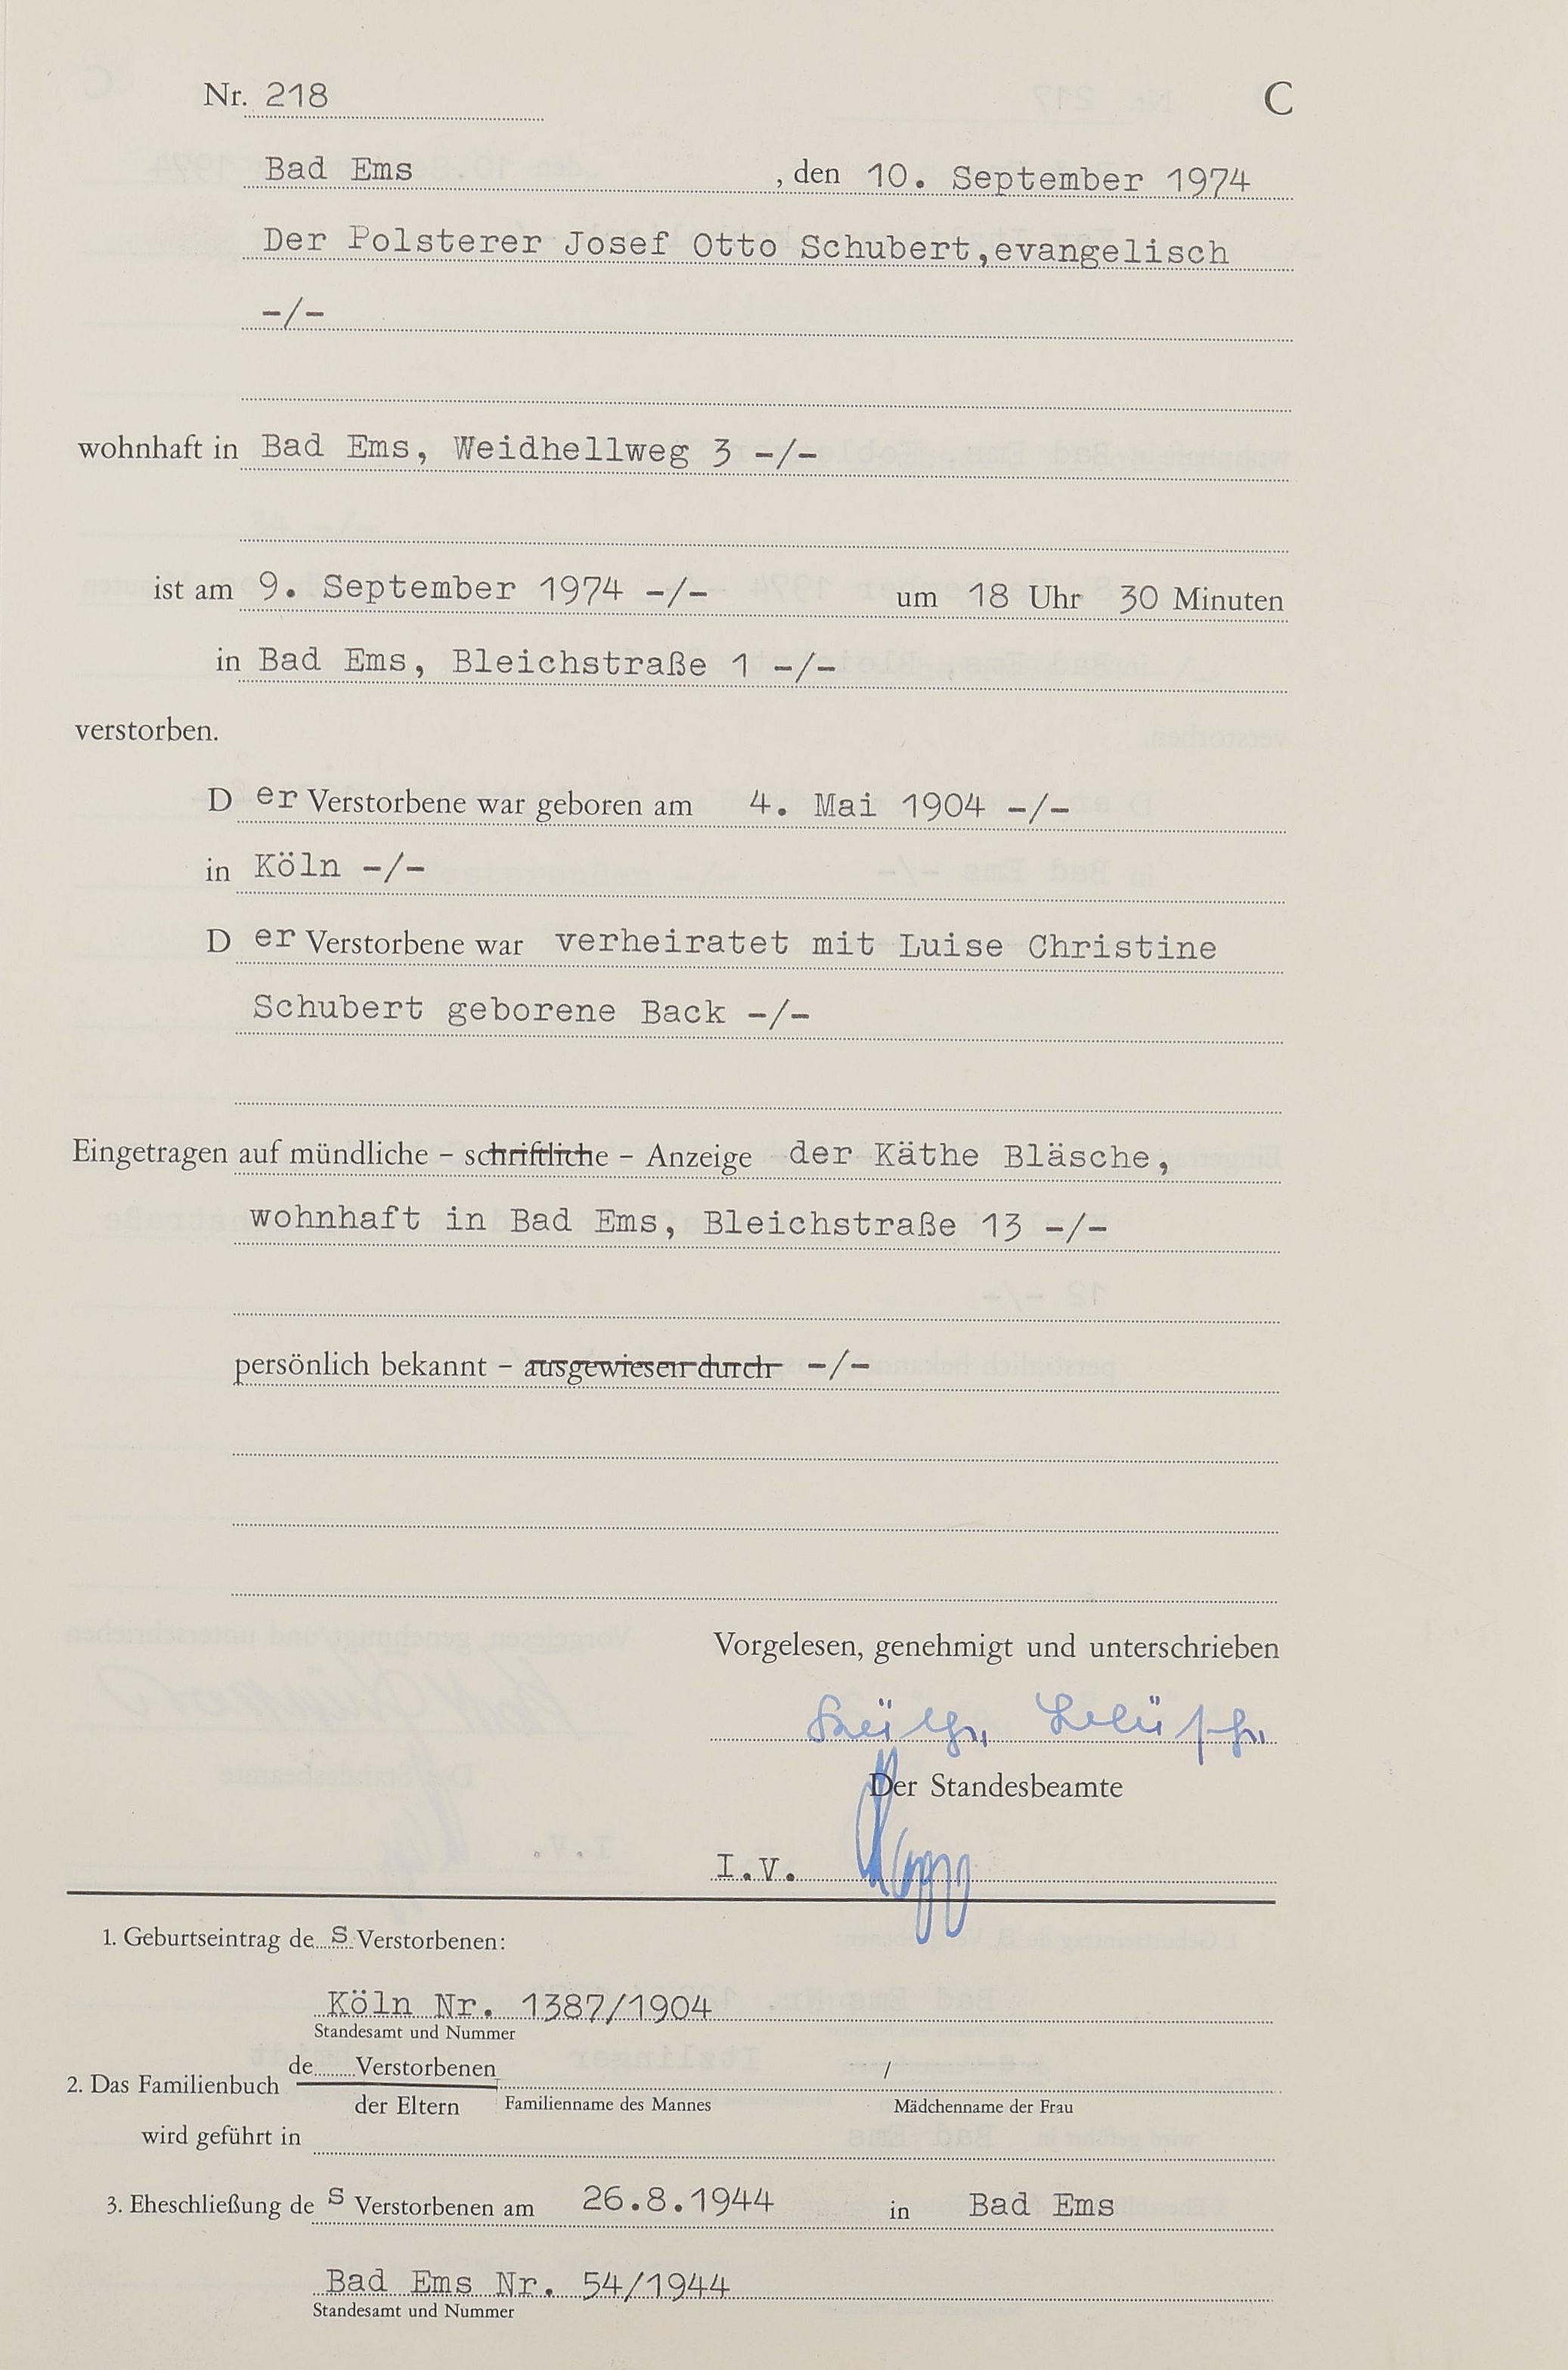 Nr. 218 C
Bad Ems , den 10. September 1974
Der Polsterer Josef Otto Schubert,evangelisch
-/-
wohnhaft in Bad Ems, Weidhellweg 3 -/-
ist am 9. September 1974 -/- um 18 Uhr 30 Minuten
in Bad Ems, Bleichstraße 1 -/-
verstorben.
D er Verstorbene war geboren am 4. Mai 1904 -/-
in Köln -/-
D er Verstorbene war verheiratet mit Luise Christine
Schubert geborene Back -/-
Eingetragen auf mündliche - schriftliche - Anzeige der Käthe Bläsche,
wohnhaft in Bad Ems, Bleichstraße 13 -/-
persönlich bekannt - ausgewiesen durch -/-
Vorgelesen, genehmigt und unterschrieben
Käthe Bläsche
Der Standesbeamte
I.V.
1. Geburtseintrag des Verstorbenen:
Köln Nr. 1387/1904
Standesamt und Nummer
de Verstorbenen /
2. Das Familienbuch
der Eltern Familienname des Mannes Mädchenname der Frau
wird geführt in
3. Eheschließung des Verstorbenen am 26.8.1944 in Bad Ems
Bad Ems Nr. 54/1944
Standesamt und Nummer